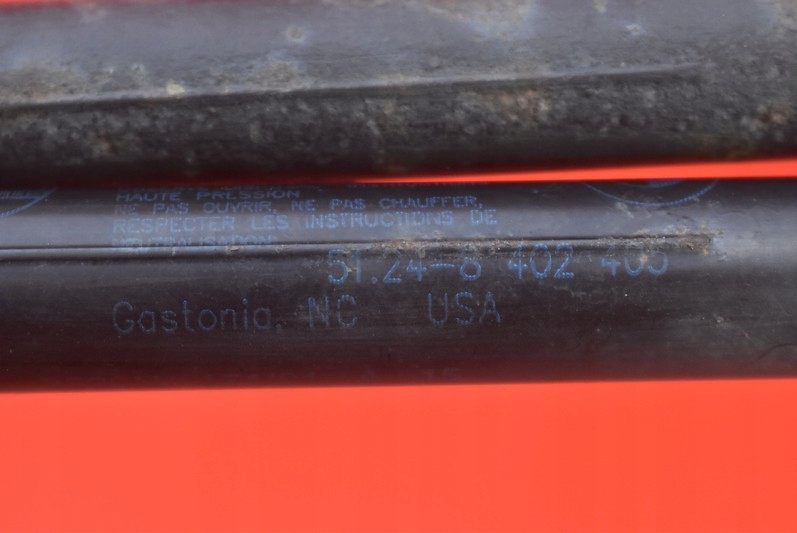 HAUTE PRESSION
NE PAS OUVRIR, NE PAS CHAUFFER,
RESPECTER LES INSTRUCTIONS DE
51.24-8 402 405
Gastonia, NC USA